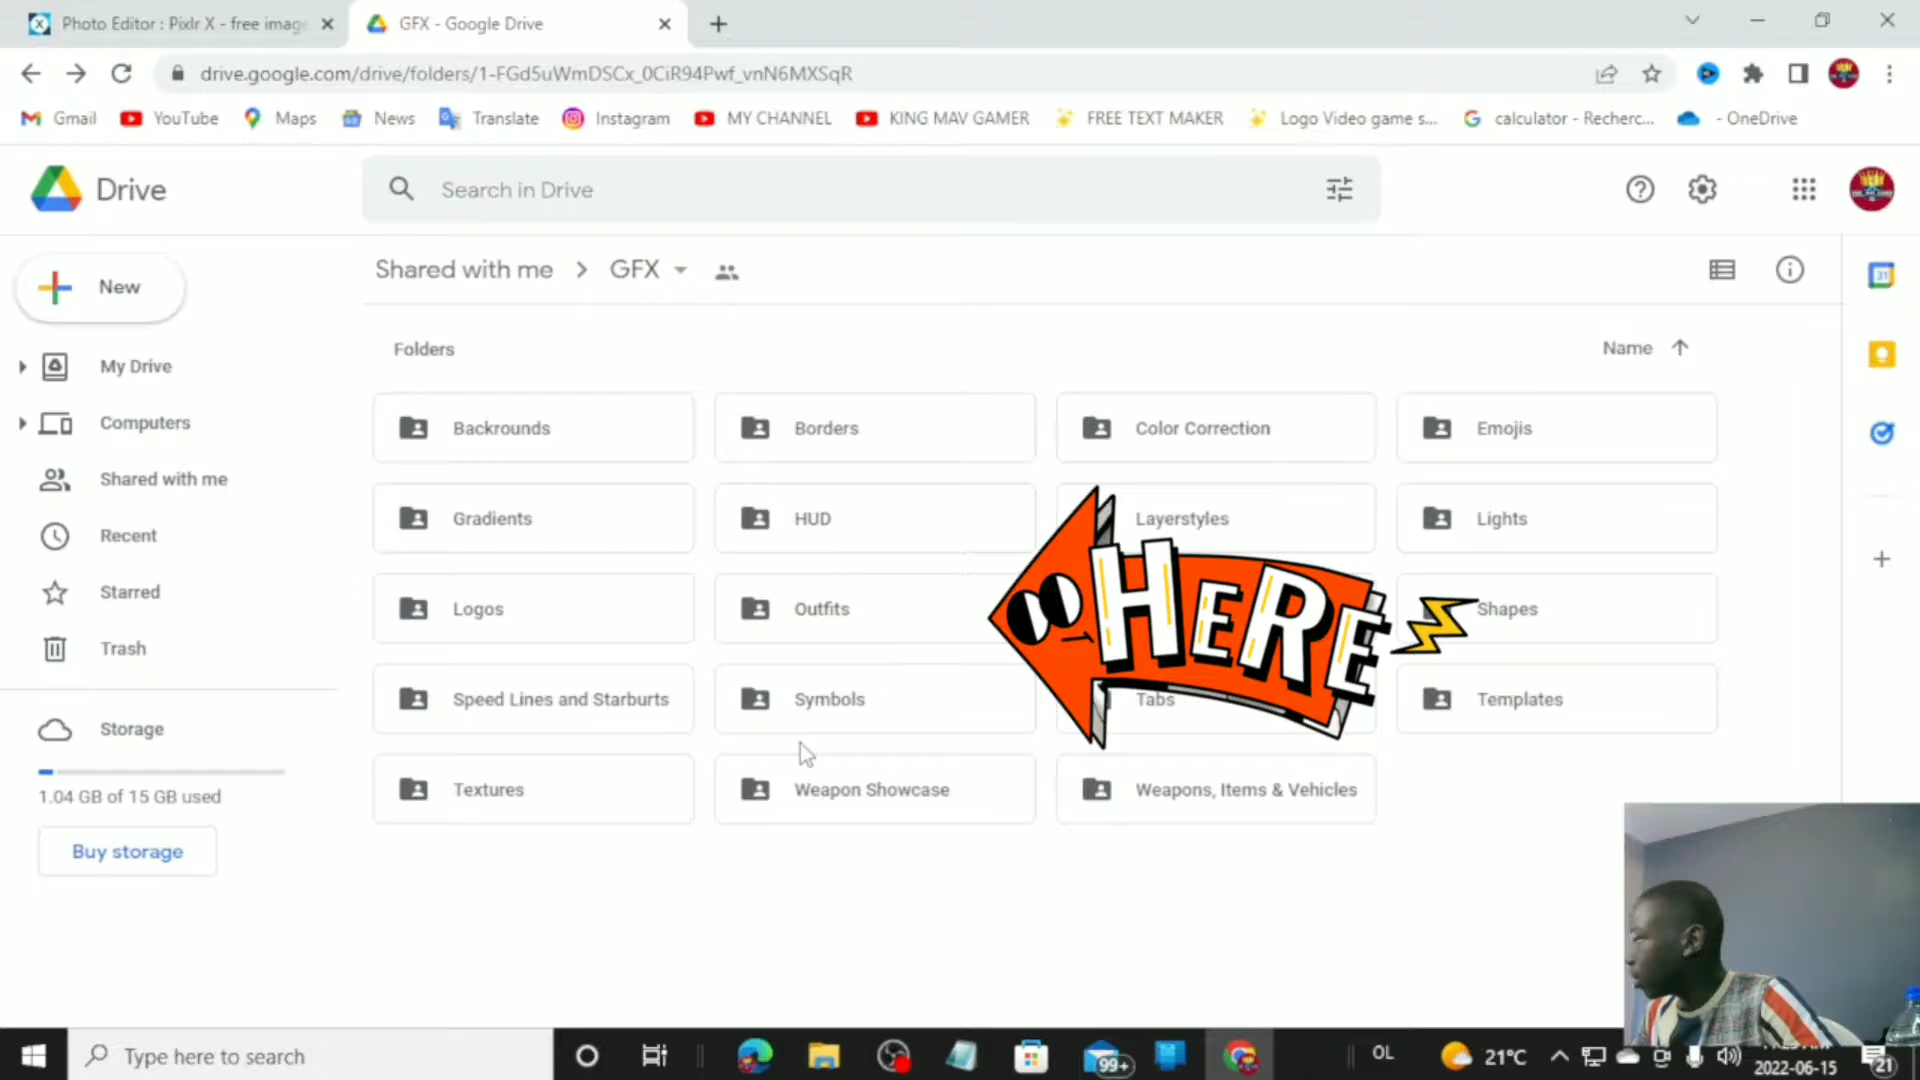 Photo Editor : Pixlr X - free imag
GFX - Google Drive
drive.google.com/drive/folders/1-FGd5uWmDSCx_0CiR94Pwf_vnN6MXSqR
Gmail
YouTube
Maps
News
Translate
Instagram
MY CHANNEL
KING MAV GAMER
FREE TEXT MAKER
Logo Video game s...
calculator - Recherc...
- OneDrive
Drive
Search in Drive
New
Shared with me > GFX
My Drive
Computers
Shared with me
Recent
Starred
Trash
Storage
1.04 GB of 15 GB used
Buy storage
Folders
Name
Backrounds
Borders
Color Correction
Emojis
Gradients
HUD
Layerstyles
Lights
Logos
Outfits
HERE
Shapes
Speed Lines and Starburts
Symbols
Tabs
Templates
Textures
Weapon Showcase
Weapons, Items & Vehicles
31
Type here to search
99+
OL
21°C
2022-06-15
21